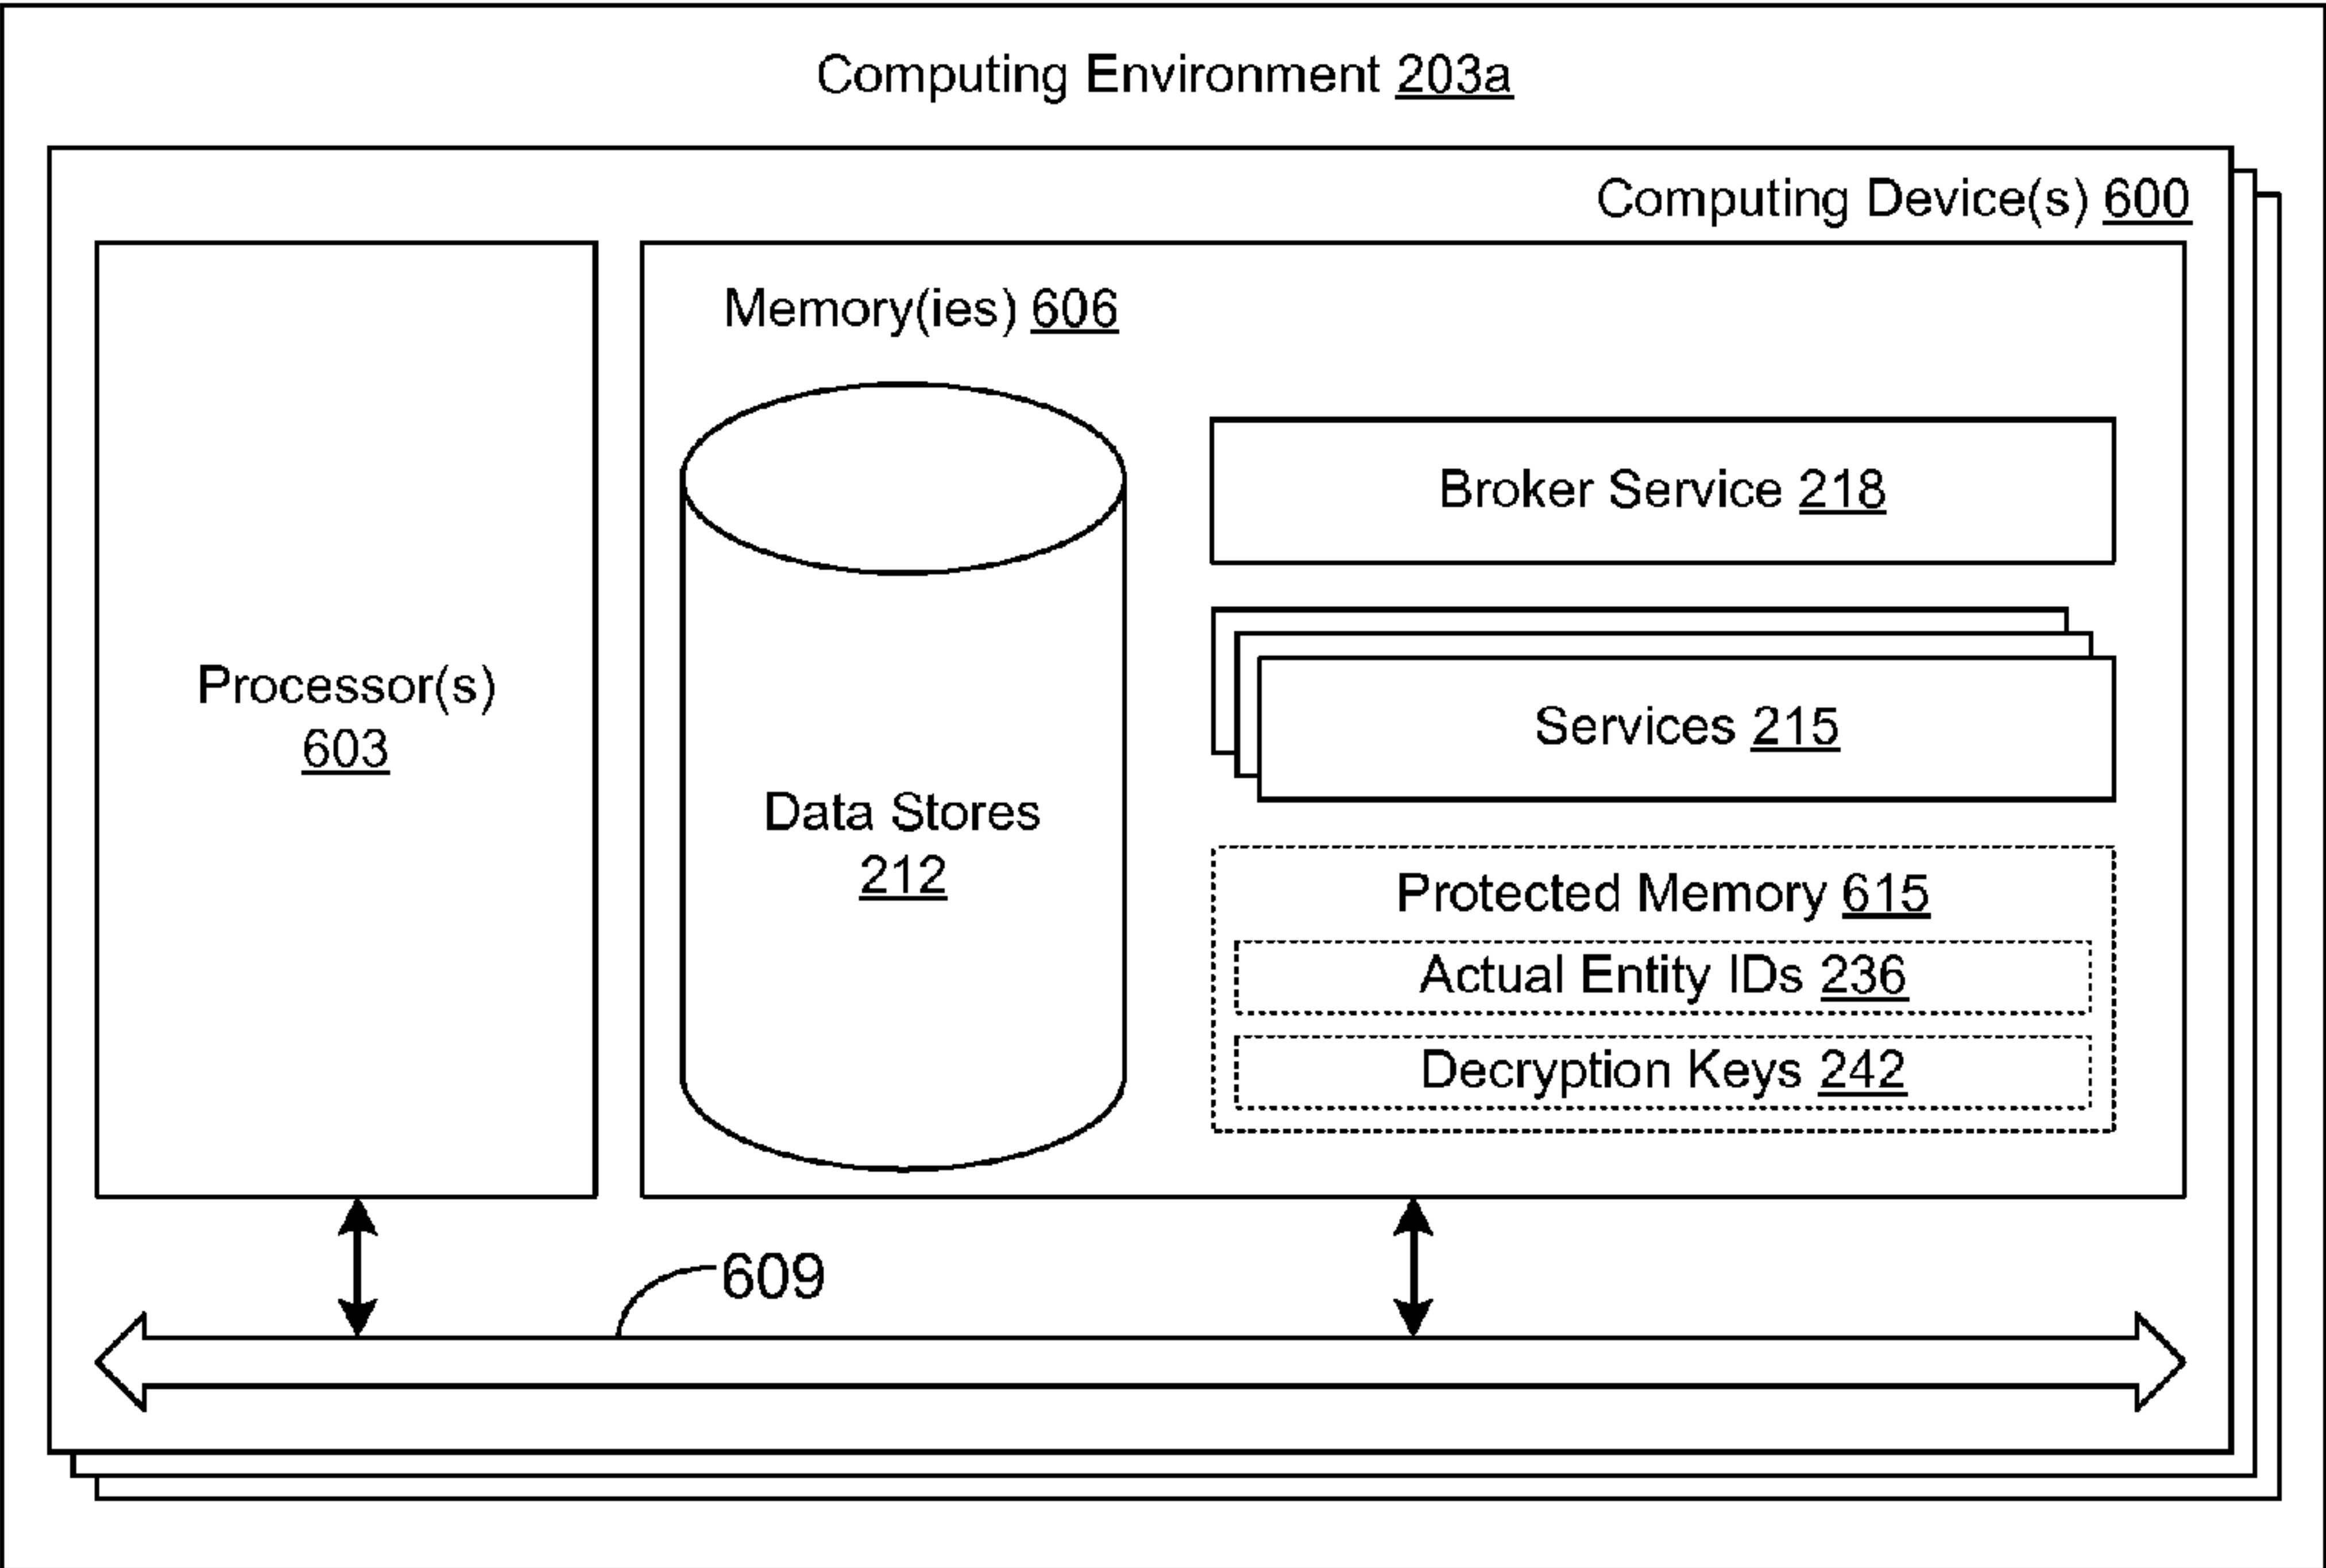 Computing Environment 203a
Computing Device(s) 600
Memory(ies) 606
Broker Service 218
Processor(s)
603
Services 215
Data Stores
212
Protected Memory 615
Actual Entity IDs 236
Decryption Keys 242
609